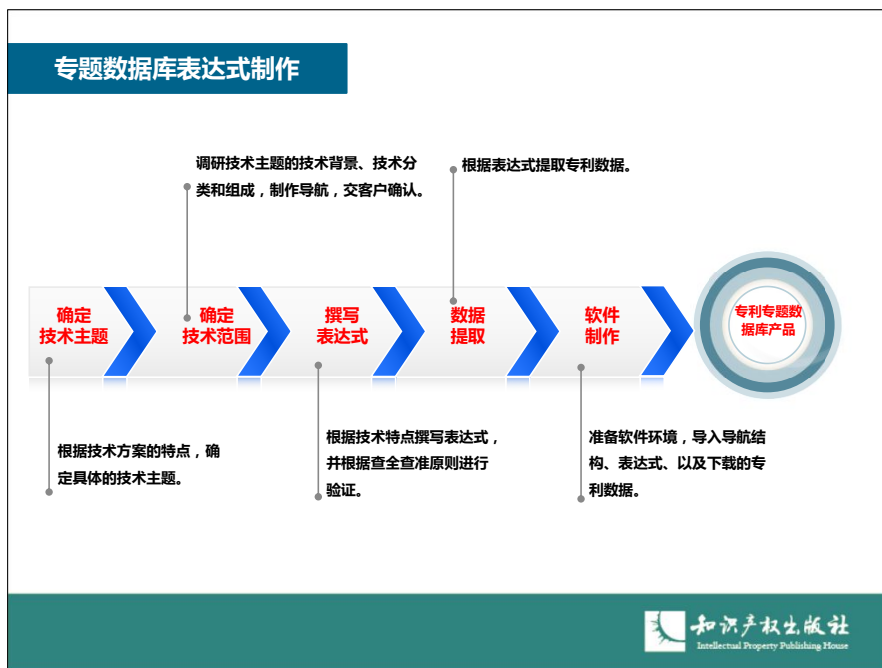 专题数据库表达式制作
调研技术主题的技术背景、技术分
类和组成，制作导航，交客户确认。
根据表达式提取专利数据。
确定
技术主题
确定
技术范围
撰写
表达式
数据
提取
软件
制作
专利专题数
据库产品
根据技术方案的特点，确
定具体的技术主题。
根据技术特点撰写表达式，
并根据查全查准原则进行
验证。
准备软件环境，导入导航结
构、表达式、以及下载的专
利数据。
知识产权出版社
Intellectual Property Publishing House